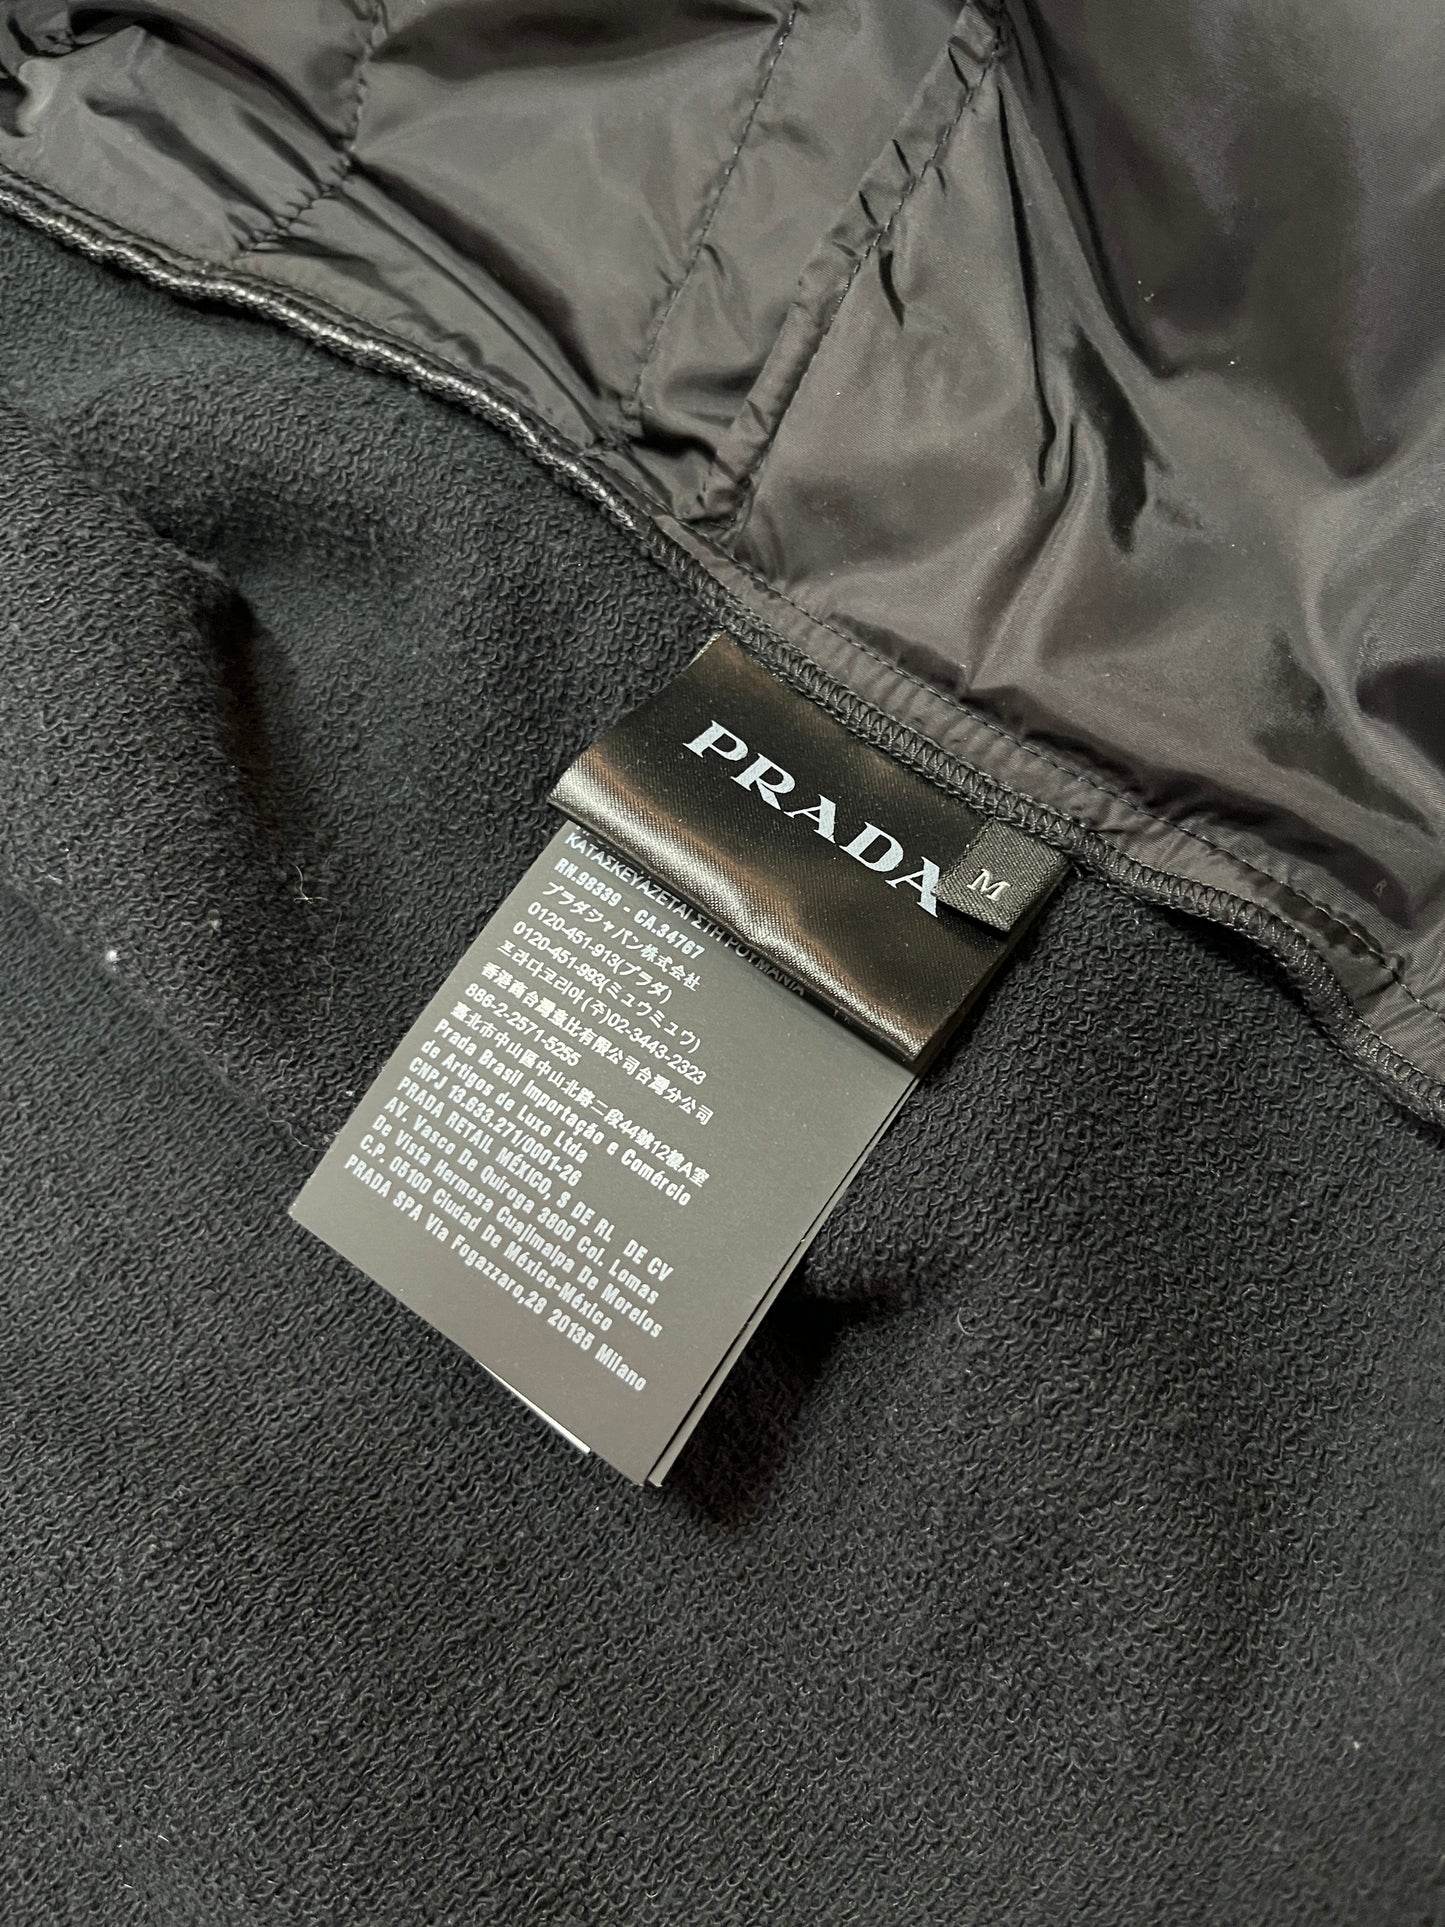 PRADA
M
ΚΑΤΑΣΚΕΥΑΖΕΤΑΙ ΣΤΗ ΡΟΥΜΑΝΙΑ
RN.98339 - CA.34767
プラダジャパン株式会社
0120-451-913(プラダ)
0120-451-993(ミュウミュウ)
프라다코리아(주)02-3443-2323
香港商台灣壹比有限公司台灣分公司
886-2-2571-5255
臺北市中山區中山北路二段44號12樓A室
Prada Brasil Importação e Comércio
de Artigos de Luxo Ltda
CNPJ 13.633.271/0001-26
PRADA RETAIL MÉXICO, S DE RL DE CV
AV. Vasco De Quiroga 3800 Col. Lomas
De Vista Hermosa Cuajimalpa De Morelos
C.P. 05100 Ciudad De México-México
PRADA SPA Via Fogazzaro,28 20135 Milano